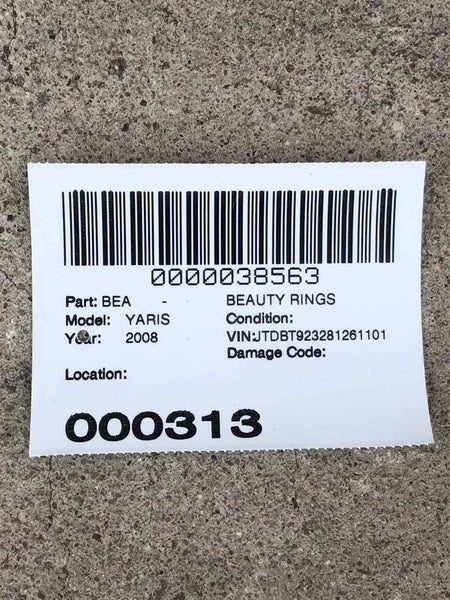 0000038563
Part: BEA - BEAUTY RINGS
Model: YARIS Condition:
Year: 2008 VIN:JTDBT923281261101
Damage Code:
Location:
000313